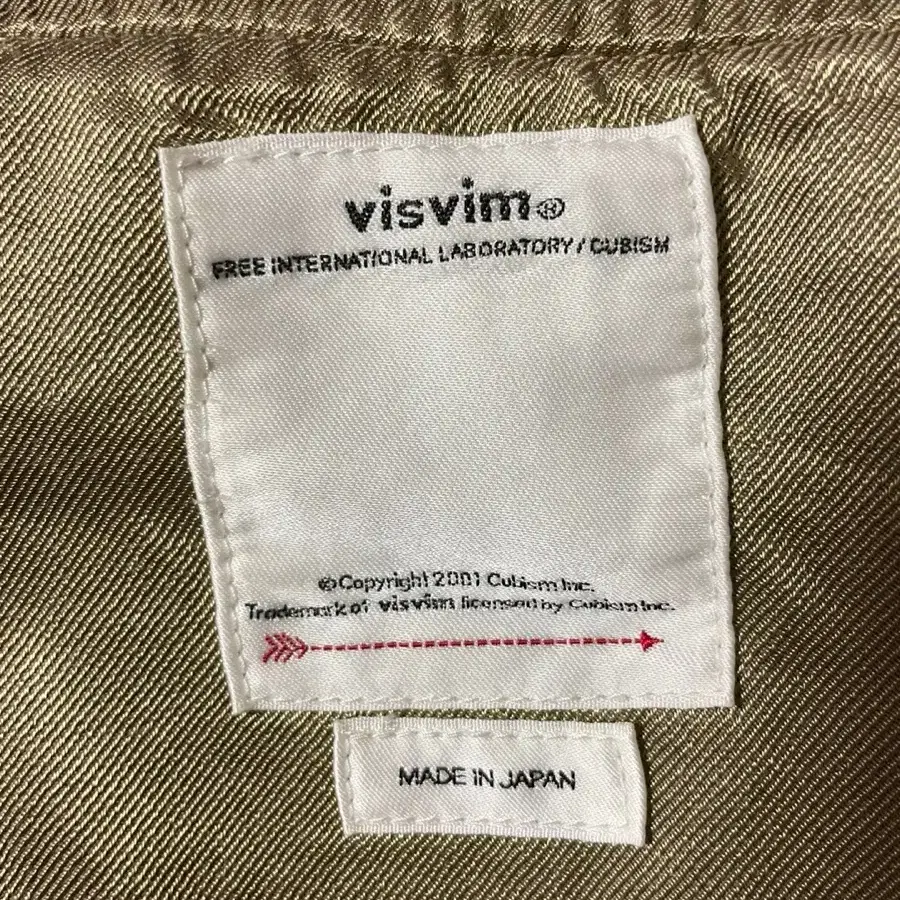 visvim®
FREE INTERNATIONAL LABORATORY / CUBISM
©Copyright 2001 Cubism Inc.
Trademark of visvim licensed by Cubism Inc.
MADE IN JAPAN